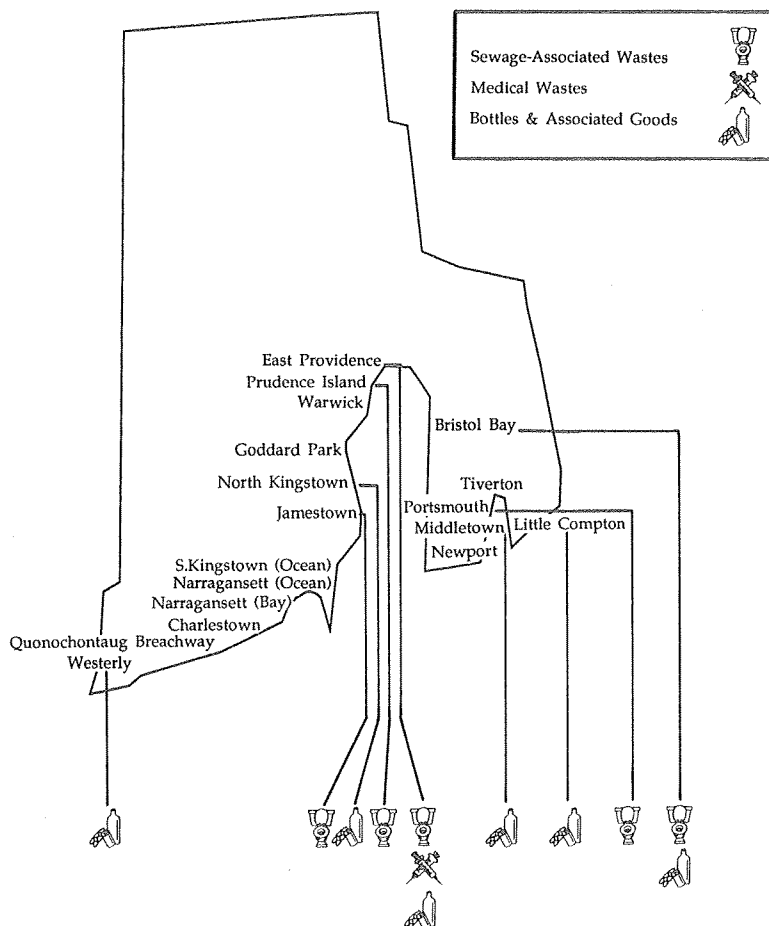 Sewage-Associated Wastes
Medical Wastes
Bottles & Associated Goods
East Providence
Prudence Island
Warwick
Bristol Bay
Goddard Park
North Kingstown
Tiverton
Jamestown
Portsmouth
Middletown
Little Compton
Newport
S.Kingstown (Ocean)
Narragansett (Ocean)
Narragansett (Bay)
Charlestown
Quonochontaug Breachway
Westerly